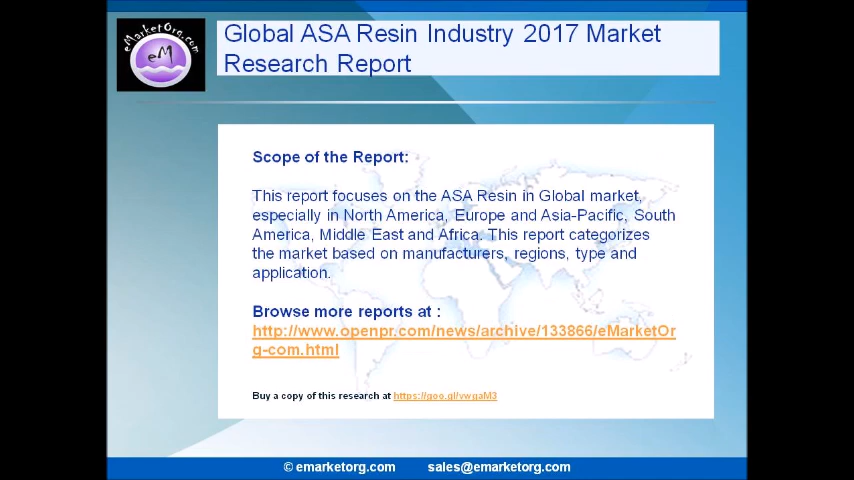 eMarketOrg.com
eM
Global ASA Resin Industry 2017 Market
Research Report
Scope of the Report:
This report focuses on the ASA Resin in Global market,
especially in North America, Europe and Asia-Pacific, South
America, Middle East and Africa. This report categorizes
the market based on manufacturers, regions, type and
application.
Browse more reports at :
http://www.openpr.com/news/archive/133866/eMarketOr
g-com.html
Buy a copy of this research at https://goo.gl/vwgaM3
© emarketorg.com sales@emarketorg.com